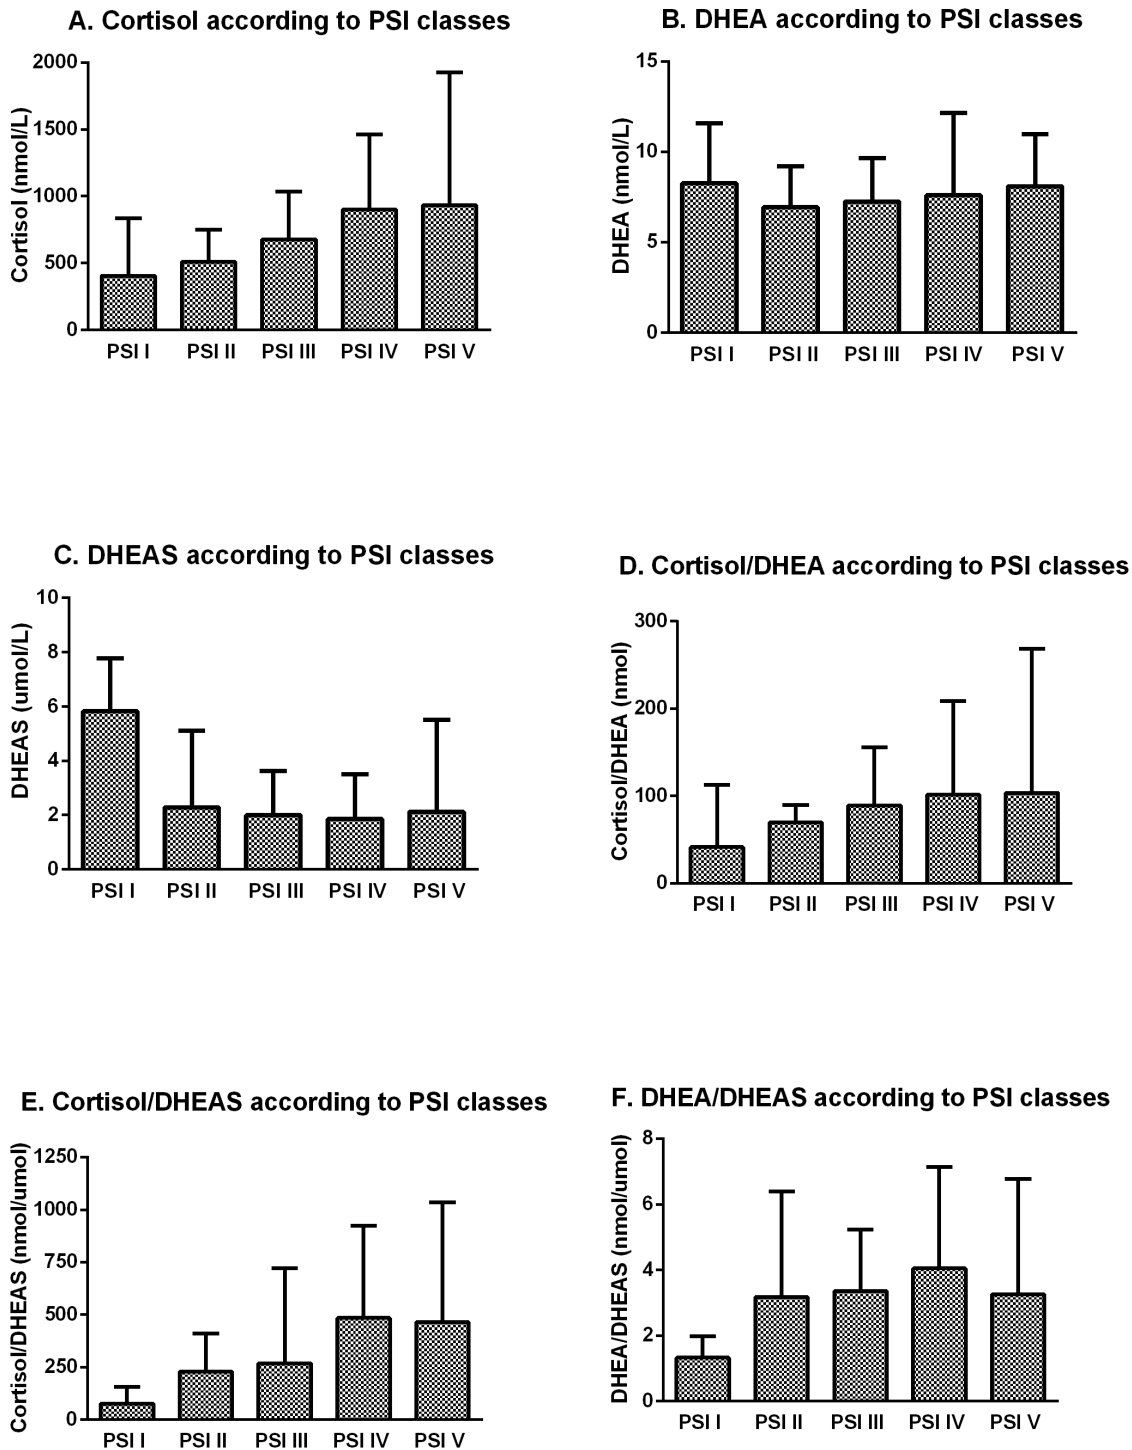 A. Cortisol according to PSI classes
Cortisol (nmol/L)
2000
1500
1000
500
0
PSI I PSI II PSI III PSI IV PSI V
B. DHEA according to PSI classes
DHEA (nmol/L)
15
10
5
0
PSI I PSI II PSI III PSI IV PSI V
C. DHEAS according to PSI classes
DHEAS (umol/L)
10
8
6
4
2
0
PSI I PSI II PSI III PSI IV PSI V
D. Cortisol/DHEA according to PSI classes
Cortisol/DHEA (nmol)
300
200
100
0
PSI I PSI II PSI III PSI IV PSI V
E. Cortisol/DHEAS according to PSI classes
Cortisol/DHEAS (nmol/umol)
1250
1000
750
500
250
0
PSI I PSI II PSI III PSI IV PSI V
F. DHEA/DHEAS according to PSI classes
DHEA/DHEAS (nmol/umol)
8
6
4
2
0
PSI I PSI II PSI III PSI IV PSI V